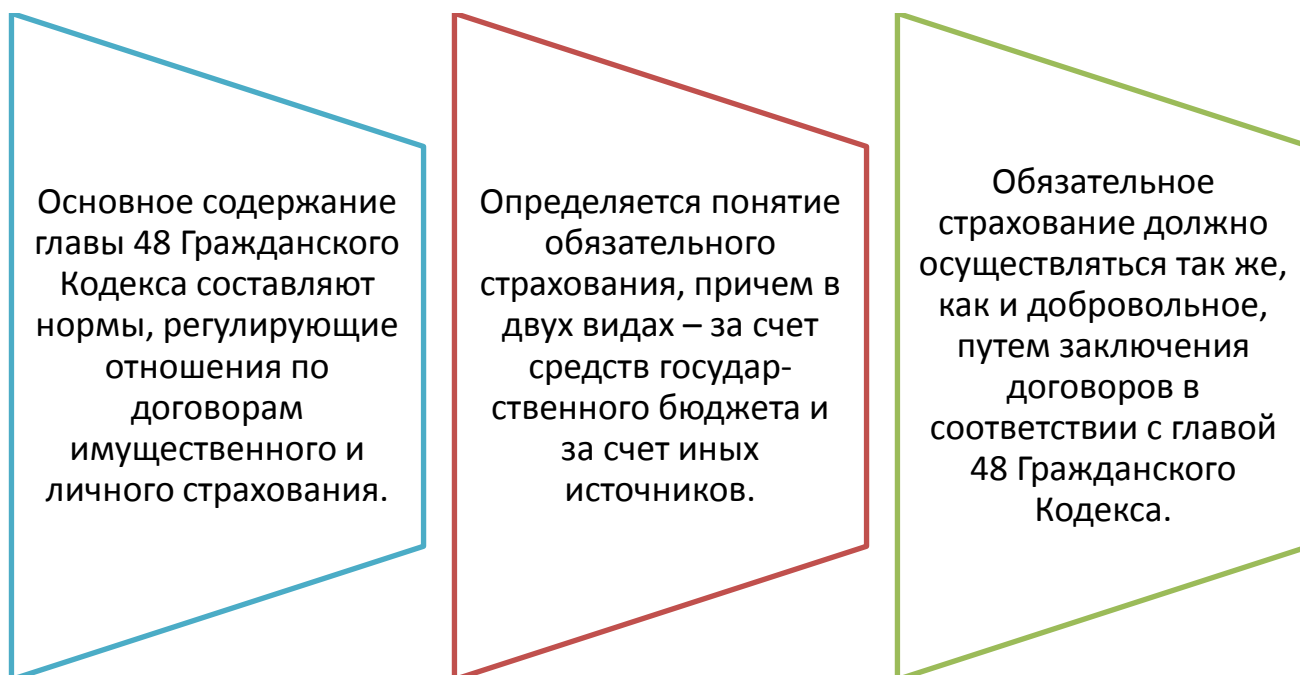 Основное содержание
главы 48 Гражданского
Кодекса составляют
нормы, регулирующие
отношения по
договорам
имущественного и
личного страхования.
Определяется понятие
обязательного
страхования, причем в
двух видах – за счет
средств государ-
ственного бюджета и
за счет иных
источников.
Обязательное
страхование должно
осуществляться так же,
как и добровольное,
путем заключения
договоров в
соответствии с главой
48 Гражданского
Кодекса.